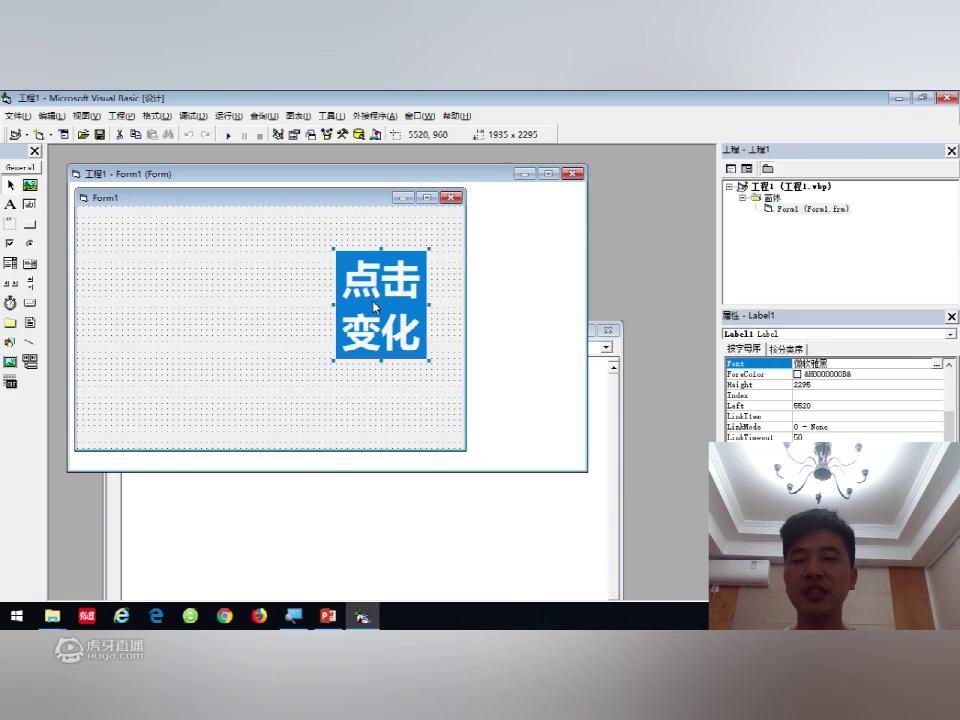 工程1 - Microsoft Visual Basic [设计]
文件(F) 编辑(E) 视图(V) 工程(P) 格式(O) 调试(D) 运行(R) 查询(U) 图表(I) 工具(T) 外接程序(A) 窗口(W) 帮助(H)
5520, 960 1935 x 2295
General
工程1 - Form1 (Form)
Form1
点击
变化
工程 - 工程1
工程1 (工程1.vbp)
窗体
Form1 (Form1.frm)
属性 - Label1
Label1 Label
按字母序 按分类序
Font 微软雅黑
ForeColor &H8000000B&
Height 2295
Index
Left 5520
LinkItem
LinkMode 0 - None
LinkTimeout 50
有道
虎牙直播
Huya.com